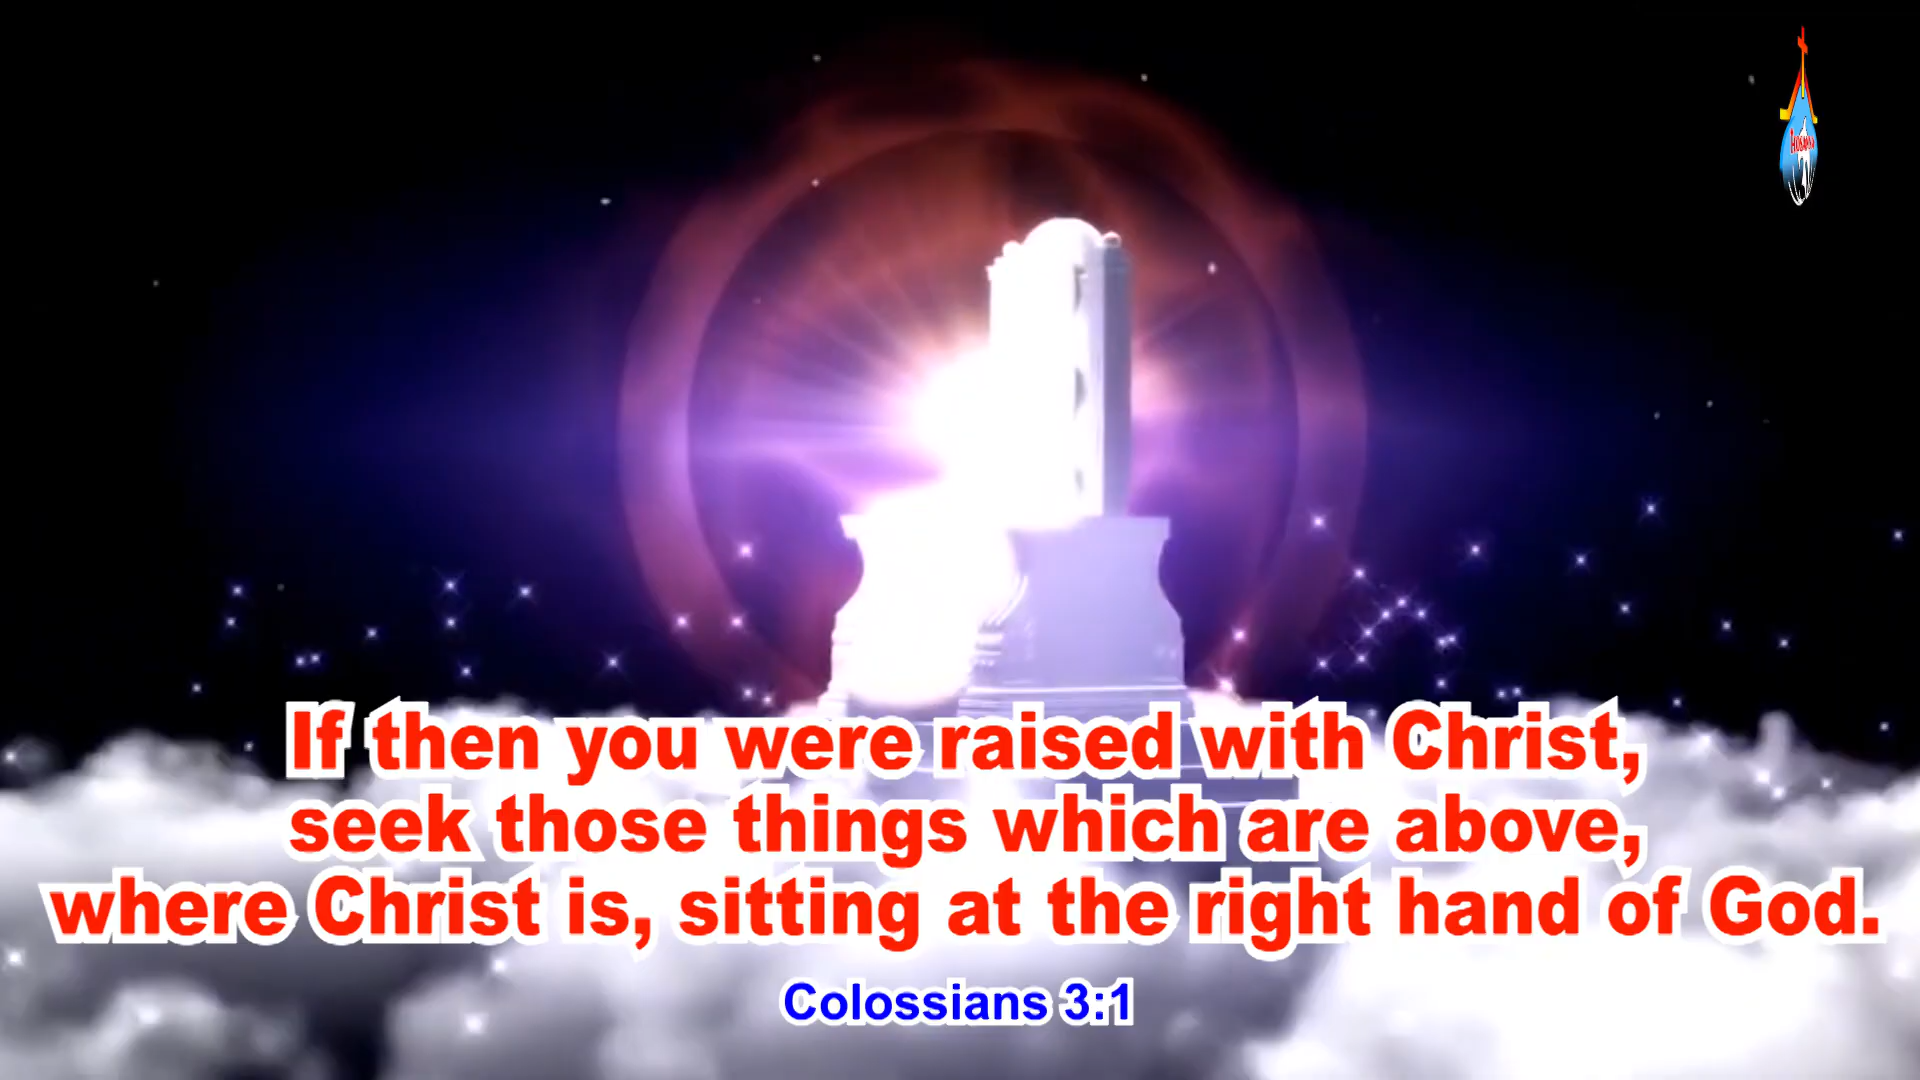 HOSANNA
If then you were raised with Christ,
seek those things which are above,
where Christ is, sitting at the right hand of God.
Colossians 3:1